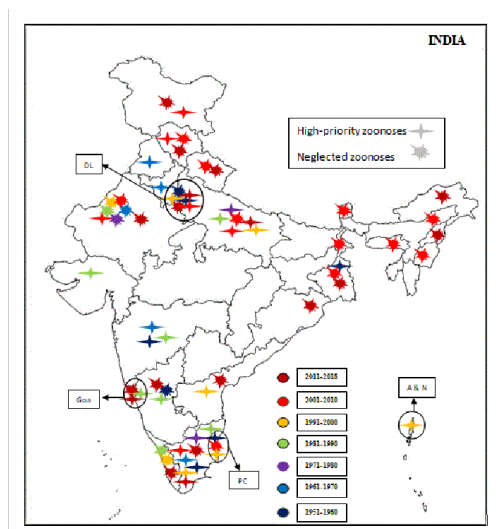 INDIA
High-priority zoonoses
Neglected zoonoses
DL
Goa
PC
A & N
2011-2018
2001-2010
1991-2000
1981-1990
1971-1980
1961-1970
1951-1960